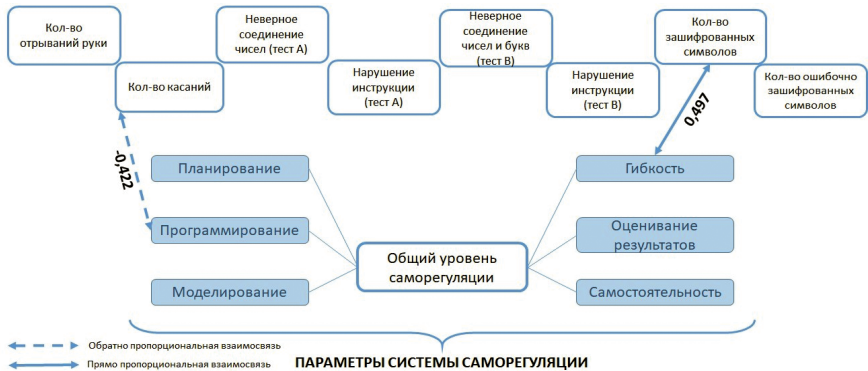 Кол-во
отрываний руки
Неверное
соединение
чисел (тест А)
Неверное
соединение
чисел и букв
(тест В)
Кол-во
зашифрованных
символов
Кол-во касаний
Нарушение
инструкции
(тест А)
Нарушение
инструкции
(тест В)
Кол-во ошибочно
зашифрованных
символов
-0,422
0,497
Планирование
Гибкость
Программирование
Оценивание
результатов
Общий уровень
саморегуляции
Моделирование
Самостоятельность
Обратно пропорциональная взаимосвязь
Прямо пропорциональная взаимосвязь
ПАРАМЕТРЫ СИСТЕМЫ САМОРЕГУЛЯЦИИ